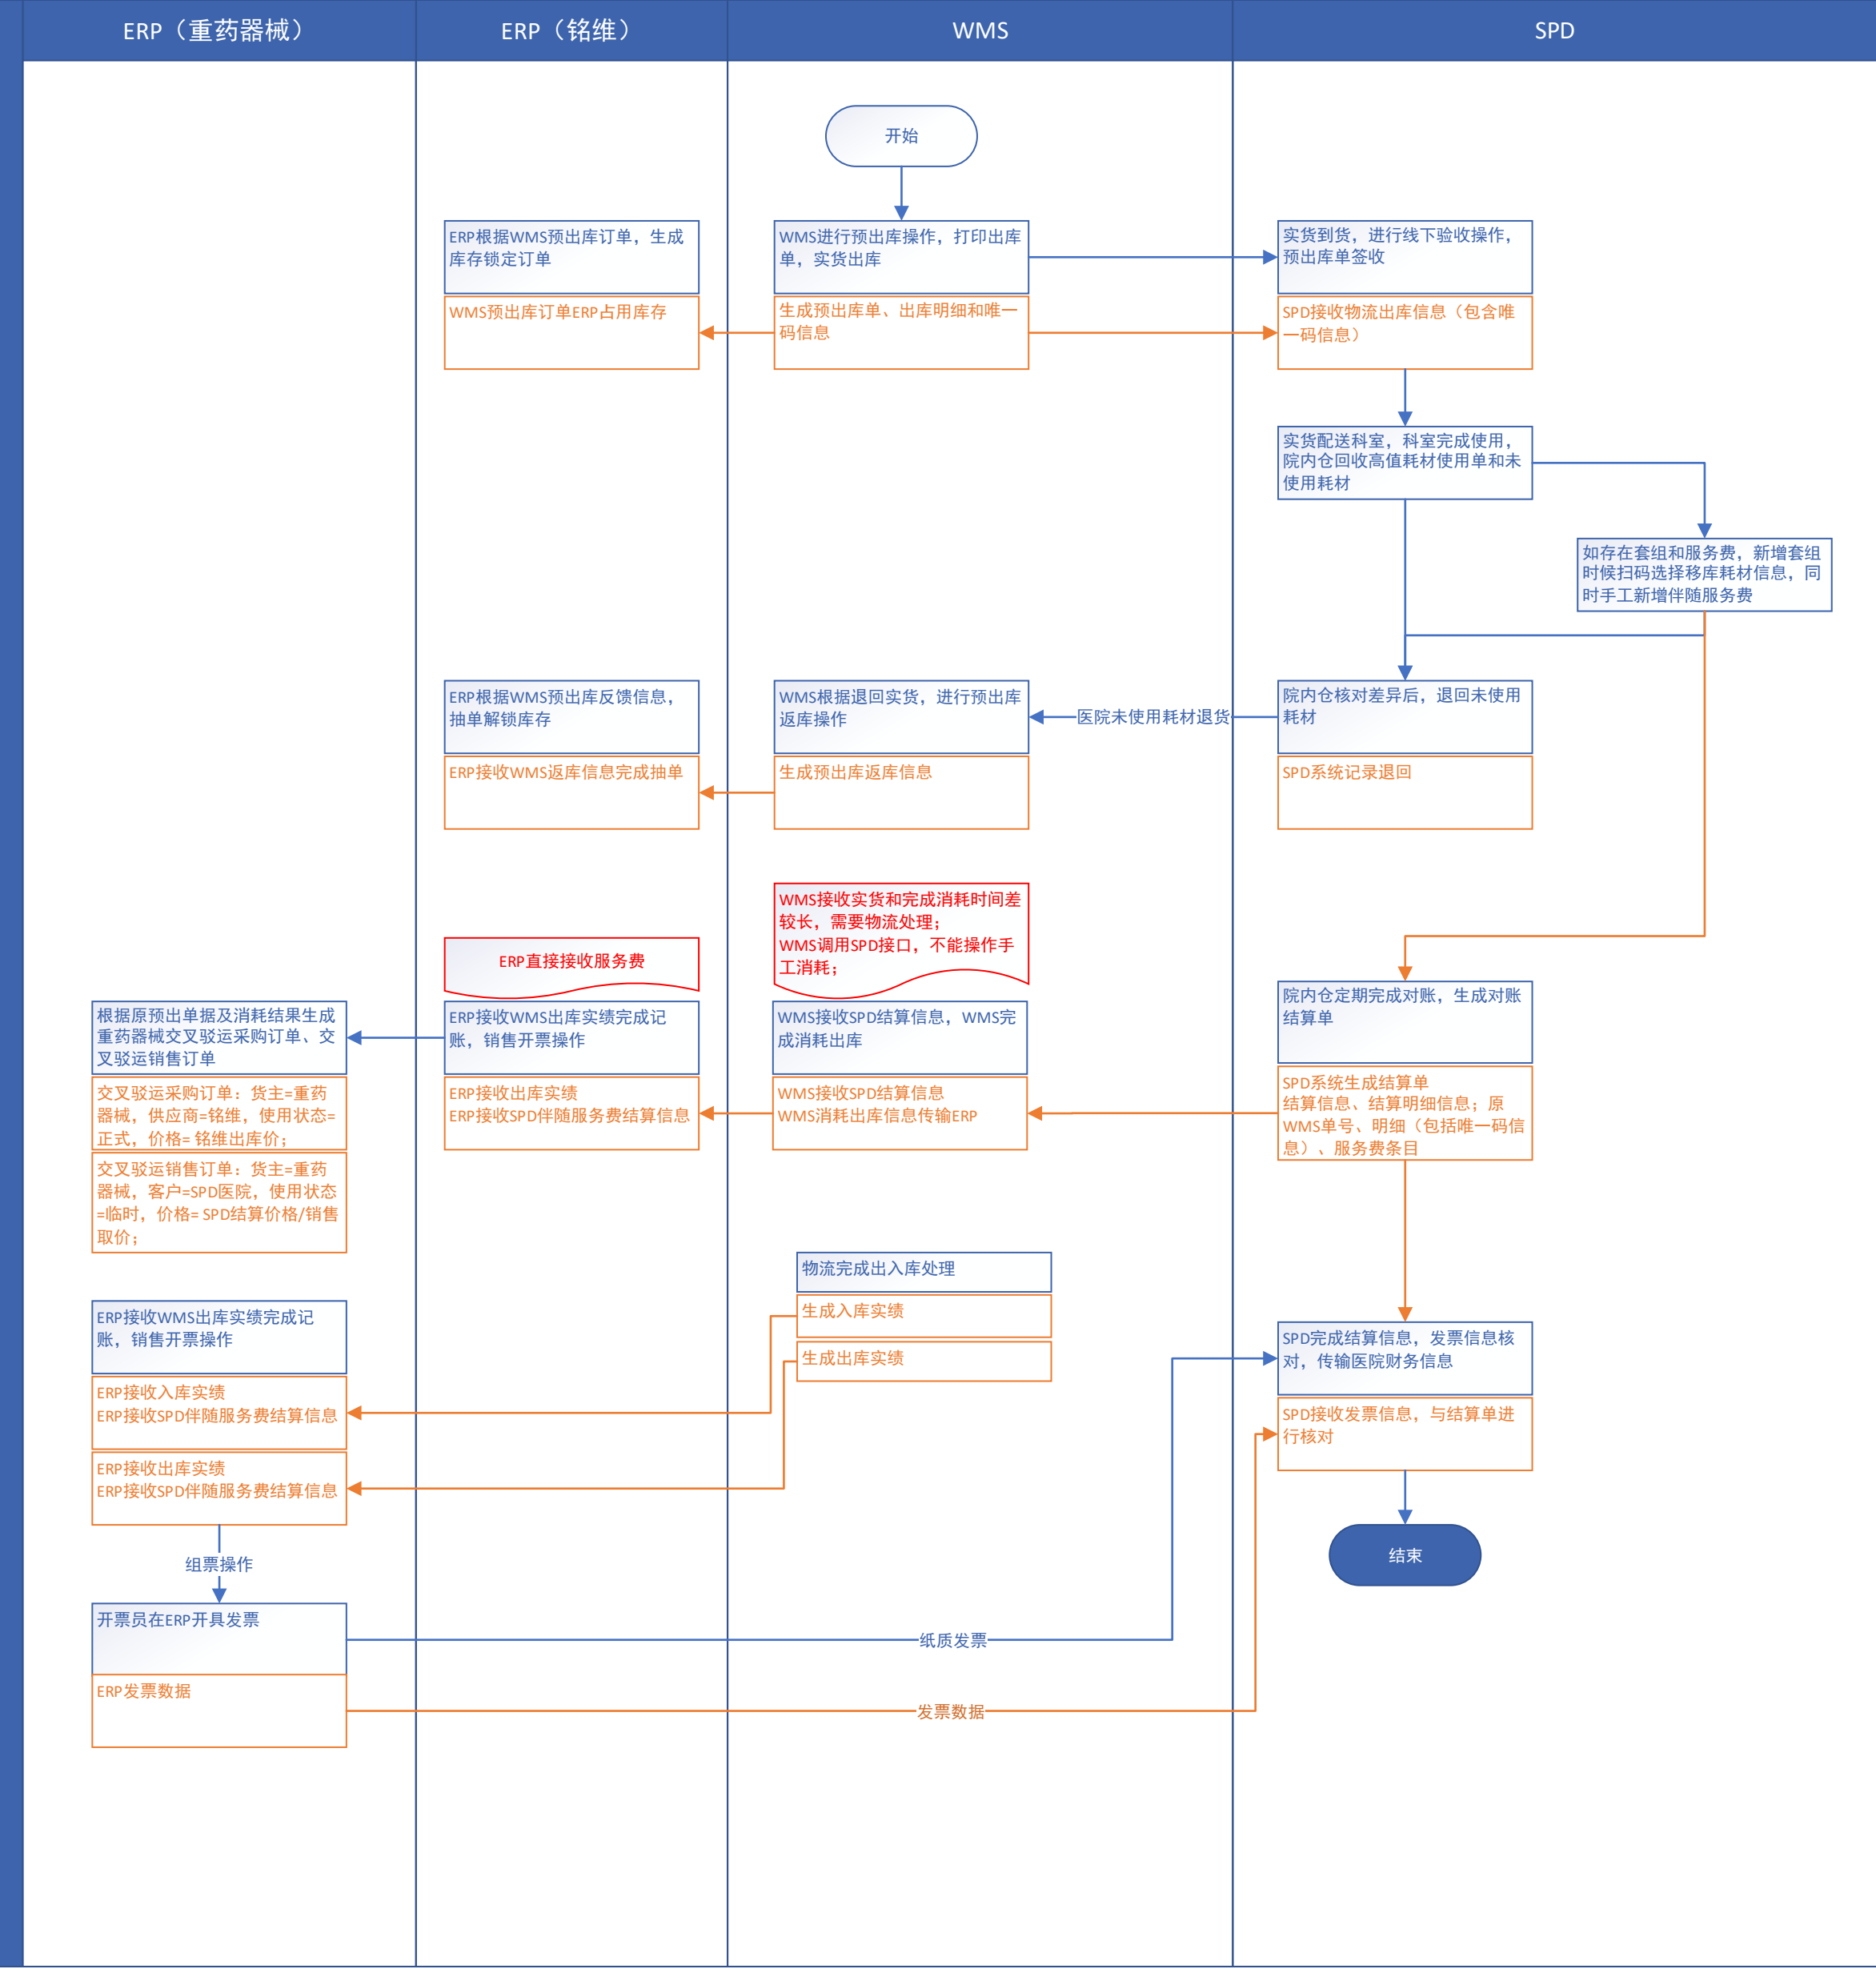 ERP（重药器械）
ERP（铭维）
WMS
SPD
开始
ERP根据WMS预出库订单，生成
库存锁定订单
WMS进行预出库操作，打印出库
单，实货出库
实货到货，进行线下验收操作，
预出库单签收
WMS预出库订单ERP占用库存
生成预出库单、出库明细和唯一
码信息
SPD接收物流出库信息（包含唯
一码信息）
实货配送科室，科室完成使用，
院内仓回收高值耗材使用单和未
使用耗材
如存在套组和服务费，新增套组
时候扫码选择移库耗材信息，同
时手工新增伴随服务费
ERP根据WMS预出库反馈信息，
抽单解锁库存
WMS根据退回实货，进行预出库
返库操作
医院未使用耗材退货
院内仓核对差异后，退回未使用
耗材
ERP接收WMS返库信息完成抽单
生成预出库返库信息
SPD系统记录退回
WMS接收实货和完成消耗时间差
较长，需要物流处理；
WMS调用SPD接口，不能操作手
工消耗；
ERP直接接收服务费
根据原预出单据及消耗结果生成
重药器械交叉驳运采购订单、交
叉驳运销售订单
ERP接收WMS出库实绩完成记
账，销售开票操作
WMS接收SPD结算信息，WMS完
成消耗出库
院内仓定期完成对账，生成对账
结算单
交叉驳运采购订单：货主=重药
器械，供应商=铭维，使用状态=
正式，价格= 铭维出库价；
ERP接收出库实绩
ERP接收SPD伴随服务费结算信息
WMS接收SPD结算信息
WMS消耗出库信息传输ERP
SPD系统生成结算单
结算信息、结算明细信息；原
WMS单号、明细（包括唯一码信
息）、服务费条目
交叉驳运销售订单：货主=重药
器械，客户=SPD医院，使用状态
=临时，价格= SPD结算价格/销售
取价；
物流完成出入库处理
生成入库实绩
生成出库实绩
ERP接收WMS出库实绩完成记
账，销售开票操作
SPD完成结算信息，发票信息核
对，传输医院财务信息
ERP接收入库实绩
ERP接收SPD伴随服务费结算信息
SPD接收发票信息，与结算单进
行核对
ERP接收出库实绩
ERP接收SPD伴随服务费结算信息
组票操作
结束
开票员在ERP开具发票
纸质发票
ERP发票数据
发票数据